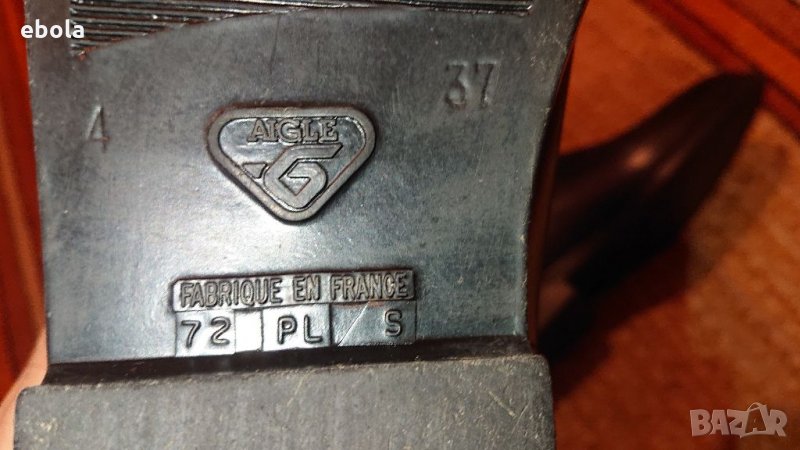 ebola
4 37
AIGLE
FABRIQUE EN FRANCE
72 PL S
BAZAR